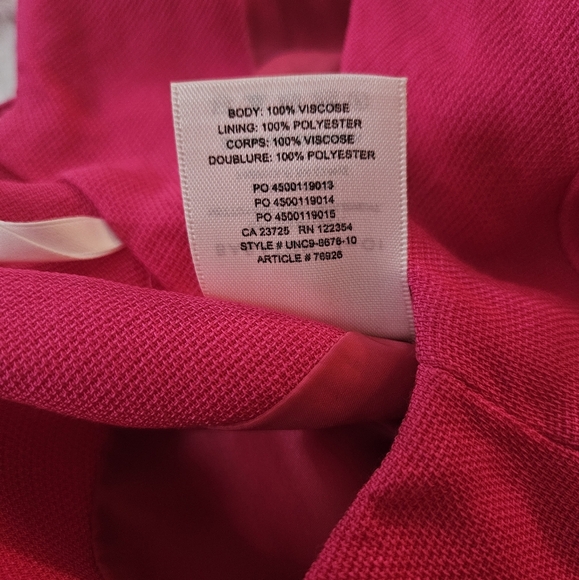 BODY: 100% VISCOSE
LINING: 100% POLYESTER
CORPS: 100% VISCOSE
DOUBLURE: 100% POLYESTER
PO 4500119013
PO 4500119014
PO 4500119015
CA 23725 RN 122354
STYLE # UNC9-8676-10
ARTICLE # 76926